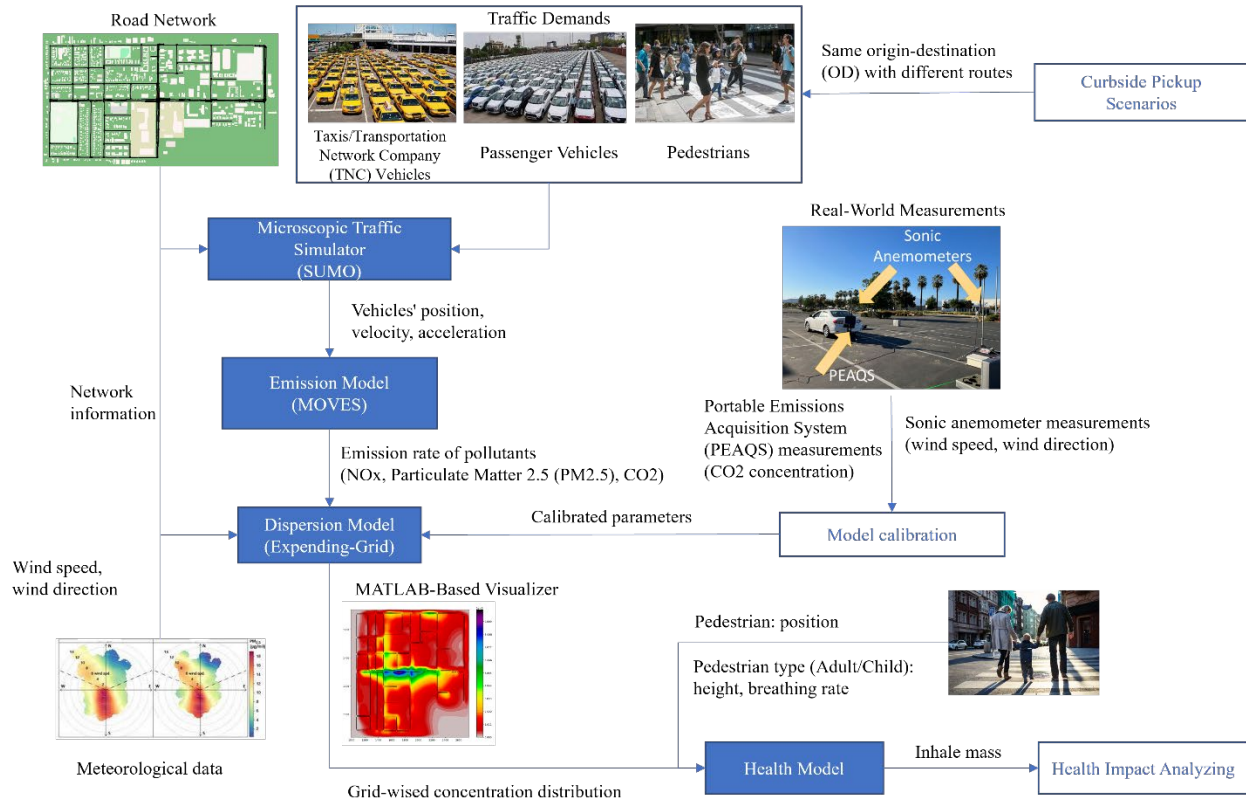 Road Network
Traffic Demands
Taxis/Transportation
Network Company
(TNC) Vehicles
Passenger Vehicles
Pedestrians
Same origin-destination
(OD) with different routes
Curbside Pickup
Scenarios
Microscopic Traffic
Simulator
(SUMO)
Real-World Measurements
Sonic
Anemometers
PEAQS
Vehicles' position,
velocity, acceleration
Network
information
Emission Model
(MOVES)
Portable Emissions
Acquisition System
(PEAQS) measurements
(CO2 concentration)
Sonic anemometer measurements
(wind speed, wind direction)
Emission rate of pollutants
(NOx, Particulate Matter 2.5 (PM2.5), CO2)
Dispersion Model
(Expending-Grid)
Calibrated parameters
Model calibration
Wind speed,
wind direction
MATLAB-Based Visualizer
Pedestrian: position
Pedestrian type (Adult/Child):
height, breathing rate
Meteorological data
Grid-wised concentration distribution
Health Model
Inhale mass
Health Impact Analyzing